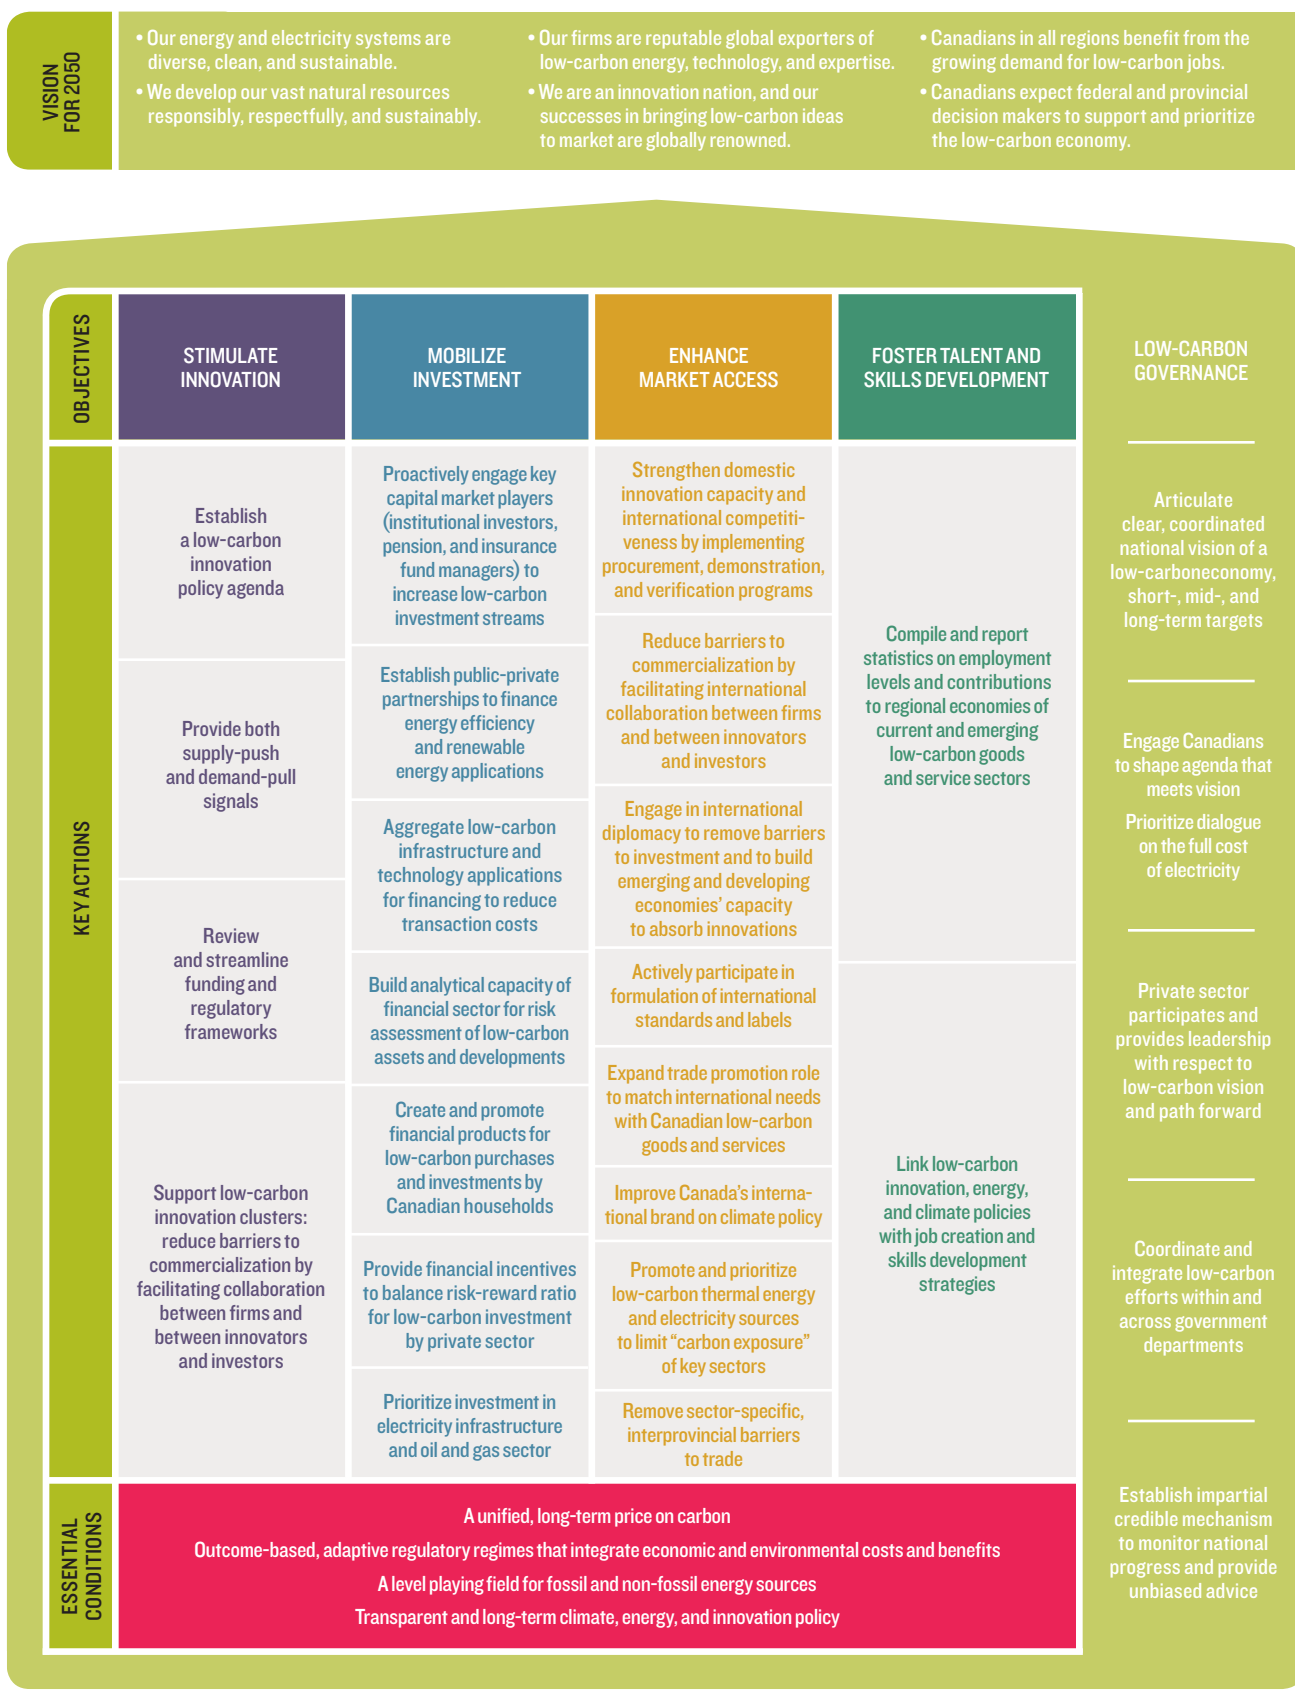 VISION
FOR 2050
• Our energy and electricity systems are
diverse, clean, and sustainable.
• We develop our vast natural resources
responsibly, respectfully, and sustainably.
• Our firms are reputable global exporters of
low-carbon energy, technology, and expertise.
• We are an innovation nation, and our
successes in bringing low-carbon ideas
to market are globally renowned.
• Canadians in all regions benefit from the
growing demand for low-carbon jobs.
• Canadians expect federal and provincial
decision makers to support and prioritize
the low-carbon economy.
OBJECTIVES
STIMULATE
INNOVATION
MOBILIZE
INVESTMENT
ENHANCE
MARKET ACCESS
FOSTER TALENT AND
SKILLS DEVELOPMENT
KEY ACTIONS
Establish
a low-carbon
innovation
policy agenda
Provide both
supply-push
and demand-pull
signals
Review
and streamline
funding and
regulatory
frameworks
Support low-carbon
innovation clusters:
reduce barriers to
commercialization by
facilitating collaboration
between firms and
between innovators
and investors
Proactively engage key
capital market players
(institutional investors,
pension, and insurance
fund managers) to
increase low-carbon
investment streams
Establish public-private
partnerships to finance
energy efficiency
and renewable
energy applications
Aggregate low-carbon
infrastructure and
technology applications
for financing to reduce
transaction costs
Build analytical capacity of
financial sector for risk
assessment of low-carbon
assets and developments
Create and promote
financial products for
low-carbon purchases
and investments by
Canadian households
Provide financial incentives
to balance risk-reward ratio
for low-carbon investment
by private sector
Prioritize investment in
electricity infrastructure
and oil and gas sector
Strengthen domestic
innovation capacity and
international competiti-
veness by implementing
procurement, demonstration,
and verification programs
Reduce barriers to
commercialization by
facilitating international
collaboration between firms
and between innovators
and investors
Engage in international
diplomacy to remove barriers
to investment and to build
emerging and developing
economies’ capacity
to absorb innovations
Actively participate in
formulation of international
standards and labels
Expand trade promotion role
to match international needs
with Canadian low-carbon
goods and services
Improve Canada’s interna-
tional brand on climate policy
Promote and prioritize
low-carbon thermal energy
and electricity sources
to limit “carbon exposure”
of key sectors
Remove sector-specific,
interprovincial barriers
to trade
Compile and report
statistics on employment
levels and contributions
to regional economies of
current and emerging
low-carbon goods
and service sectors
Link low-carbon
innovation, energy,
and climate policies
with job creation and
skills development
strategies
ESSENTIAL
CONDITIONS
A unified, long-term price on carbon
Outcome-based, adaptive regulatory regimes that integrate economic and environmental costs and benefits
A level playing field for fossil and non-fossil energy sources
Transparent and long-term climate, energy, and innovation policy
LOW-CARBON
GOVERNANCE
Articulate
clear, coordinated
national vision of a
low-carboneconomy,
short-, mid-, and
long-term targets
Engage Canadians
to shape agenda that
meets vision
Prioritize dialogue
on the full cost
of electricity
Private sector
participates and
provides leadership
with respect to
low-carbon vision
and path forward
Coordinate and
integrate low-carbon
efforts within and
across government
departments
Establish impartial
credible mechanism
to monitor national
progress and provide
unbiased advice